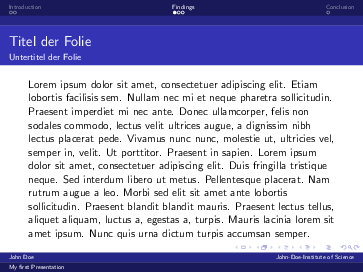 Introduction Findings Conclusion
Titel der Folie
Untertitel der Folie
Lorem ipsum dolor sit amet, consectetuer adipiscing elit. Etiam
lobortis facilisis sem. Nullam nec mi et neque pharetra sollicitudin.
Praesent imperdiet mi nec ante. Donec ullamcorper, felis non
sodales commodo, lectus velit ultrices augue, a dignissim nibh
lectus placerat pede. Vivamus nunc nunc, molestie ut, ultricies vel,
semper in, velit. Ut porttitor. Praesent in sapien. Lorem ipsum
dolor sit amet, consectetuer adipiscing elit. Duis fringilla tristique
neque. Sed interdum libero ut metus. Pellentesque placerat. Nam
rutrum augue a leo. Morbi sed elit sit amet ante lobortis
sollicitudin. Praesent blandit blandit mauris. Praesent lectus tellus,
aliquet aliquam, luctus a, egestas a, turpis. Mauris lacinia lorem sit
amet ipsum. Nunc quis urna dictum turpis accumsan semper.
John Doe John-Doe-Institute of Science
My first Presentation